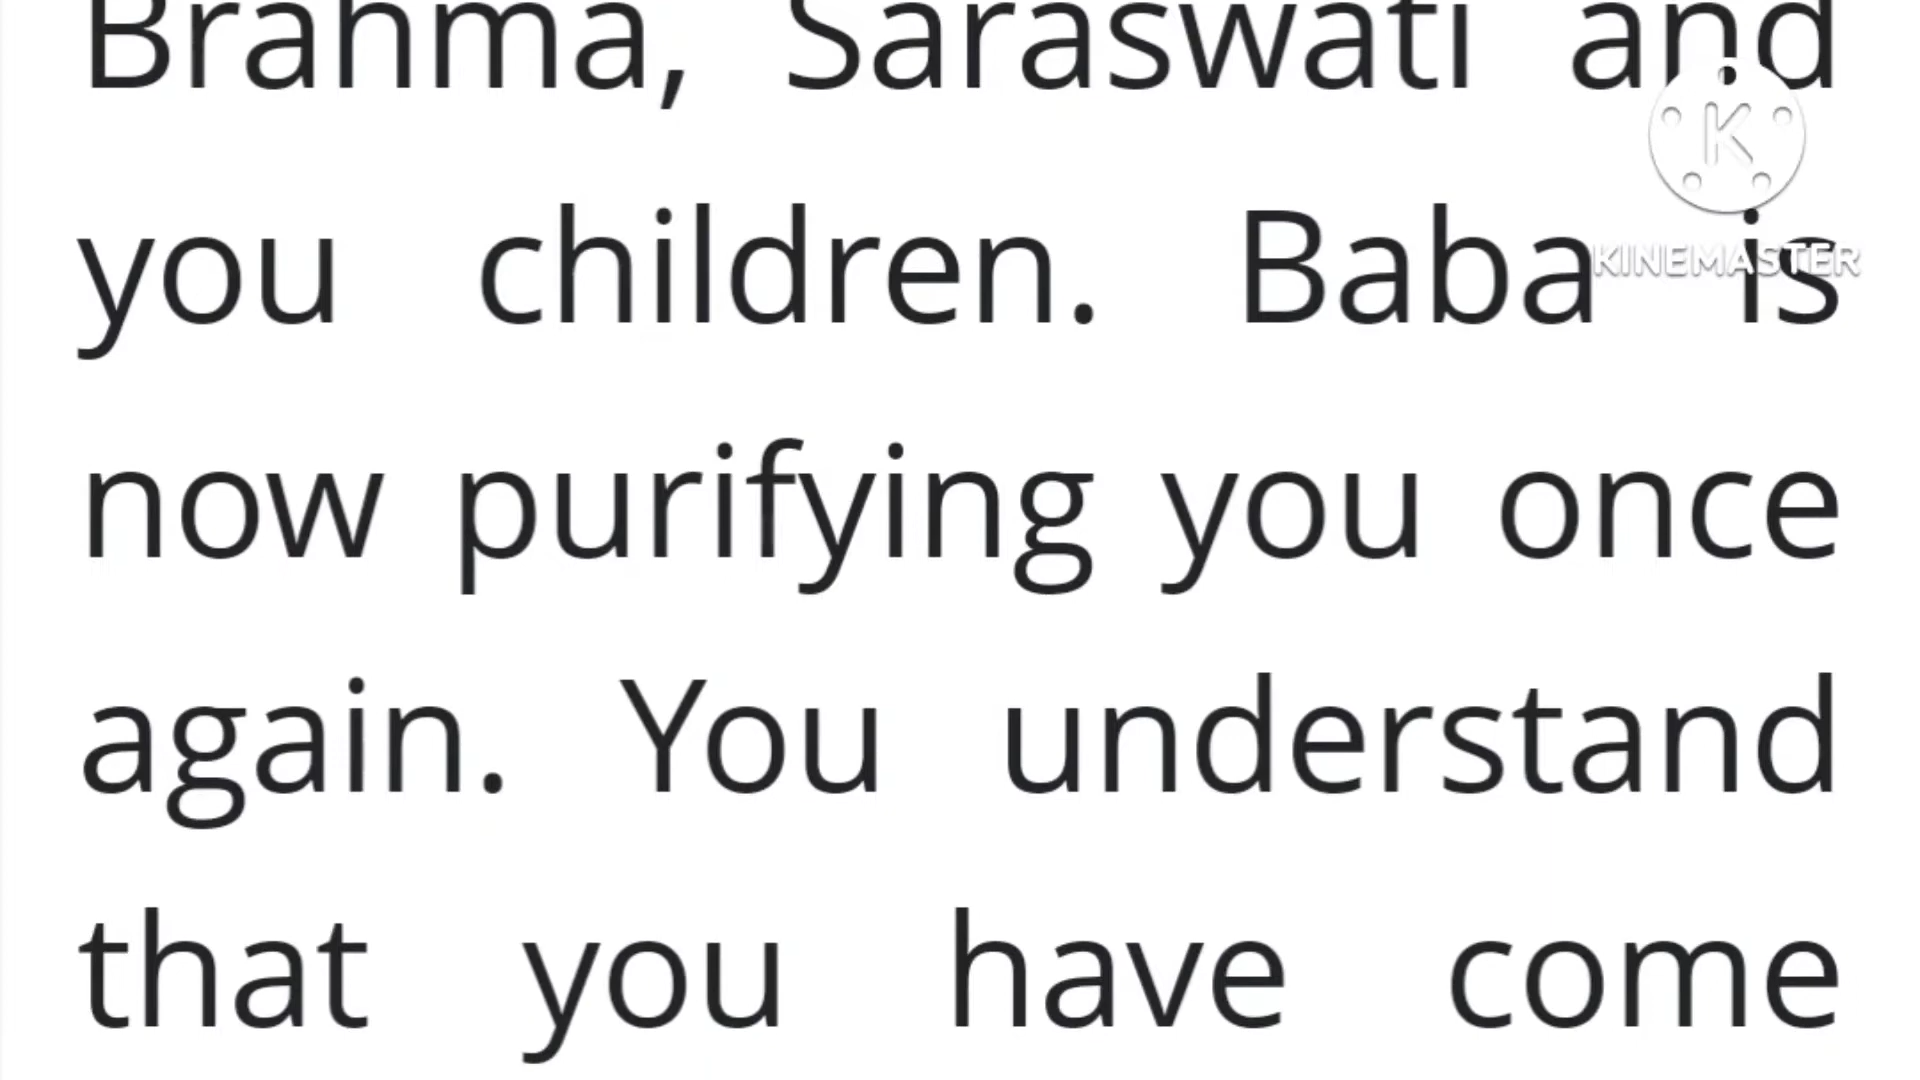 Brahma, Saraswati and
you children. Baba is
KINEMASTER
now purifying you once
again. You understand
that you have come